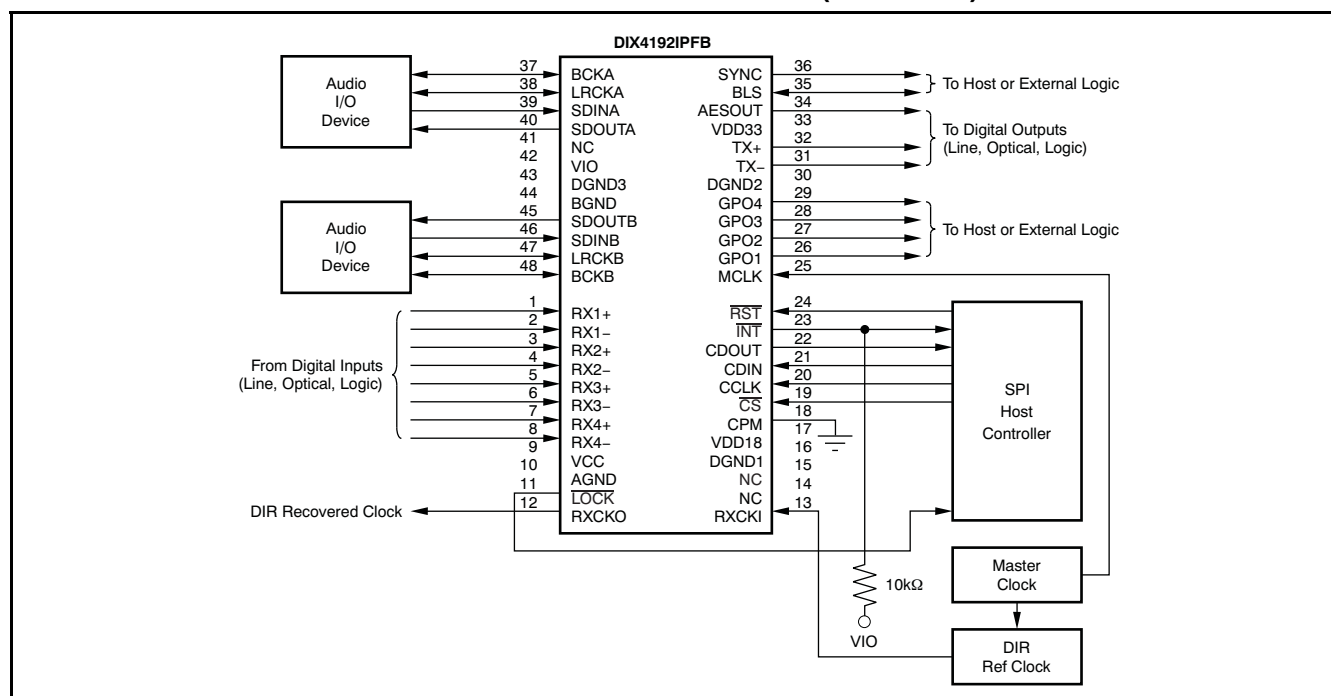 DIX4192IPFB
Audio
I/O
Device
37
38
39
40
41
42
43
44
45
46
47
48
Audio
I/O
Device
BCKA
LRCKA
SDINA
SDOUTA
NC
VIO
DGND3
BGND
SDOUTB
SDINB
LRCKB
BCKB
SYNC
BLS
AESOUT
VDD33
TX+
TX−
DGND2
GPO4
GPO3
GPO2
GPO1
MCLK
36
35
34
33
32
31
30
29
28
27
26
25
To Host or External Logic
To Digital Outputs
(Line, Optical, Logic)
To Host or External Logic
From Digital Inputs
(Line, Optical, Logic)
1
2
3
4
5
6
7
8
9
10
11
12
RX1+
RX1−
RX2+
RX2−
RX3+
RX3−
RX4+
RX4−
VCC
AGND
LOCK
RXCKO
RST
INT
CDOUT
CDIN
CCLK
CS
CPM
VDD18
DGND1
NC
NC
RXCKI
24
23
22
21
20
19
18
17
16
15
14
13
SPI
Host
Controller
DIR Recovered Clock
10kΩ
VIO
Master
Clock
DIR
Ref Clock